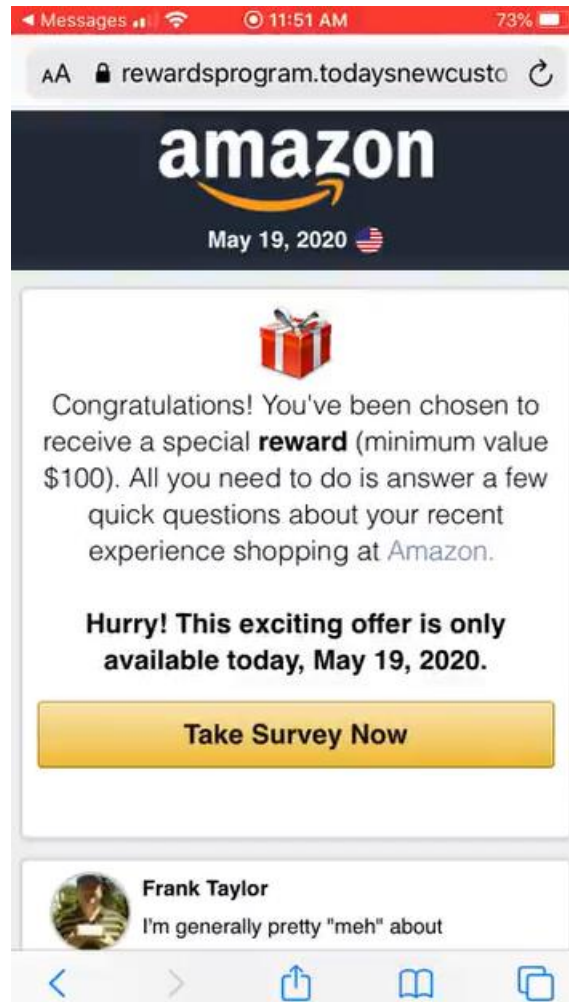 Messages 11:51 AM 73%
AA rewardsprogram.todaysnewcusto
amazon
May 19, 2020
Congratulations! You've been chosen to
receive a special reward (minimum value
$100). All you need to do is answer a few
quick questions about your recent
experience shopping at Amazon.
Hurry! This exciting offer is only
available today, May 19, 2020.
Take Survey Now
Frank Taylor
I'm generally pretty "meh" about